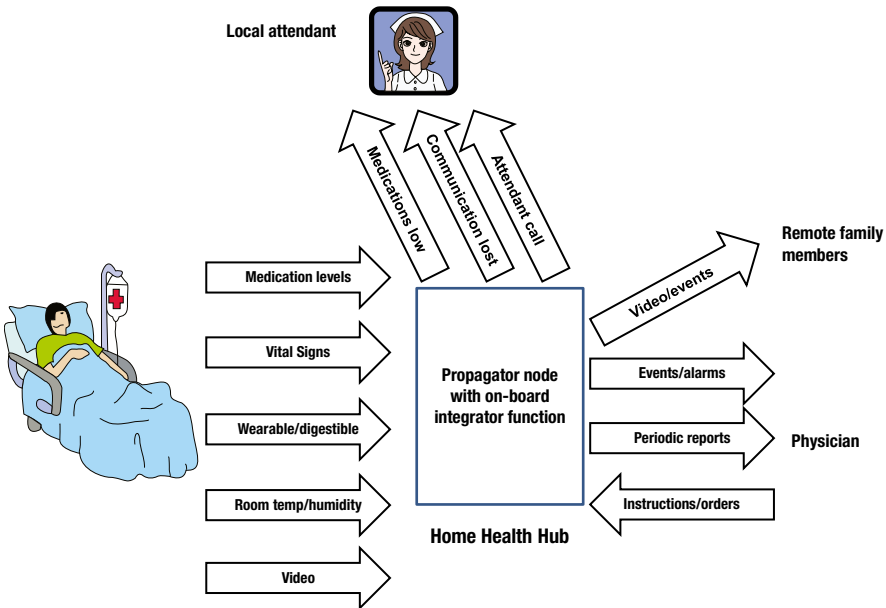 Local attendant
Medications low
Communication lost
Attendant call
Remote family
members
Video/events
Medication levels
Vital Signs
Wearable/digestible
Room temp/humidity
Video
Propagator node
with on-board
integrator function
Events/alarms
Periodic reports
Physician
Instructions/orders
Home Health Hub